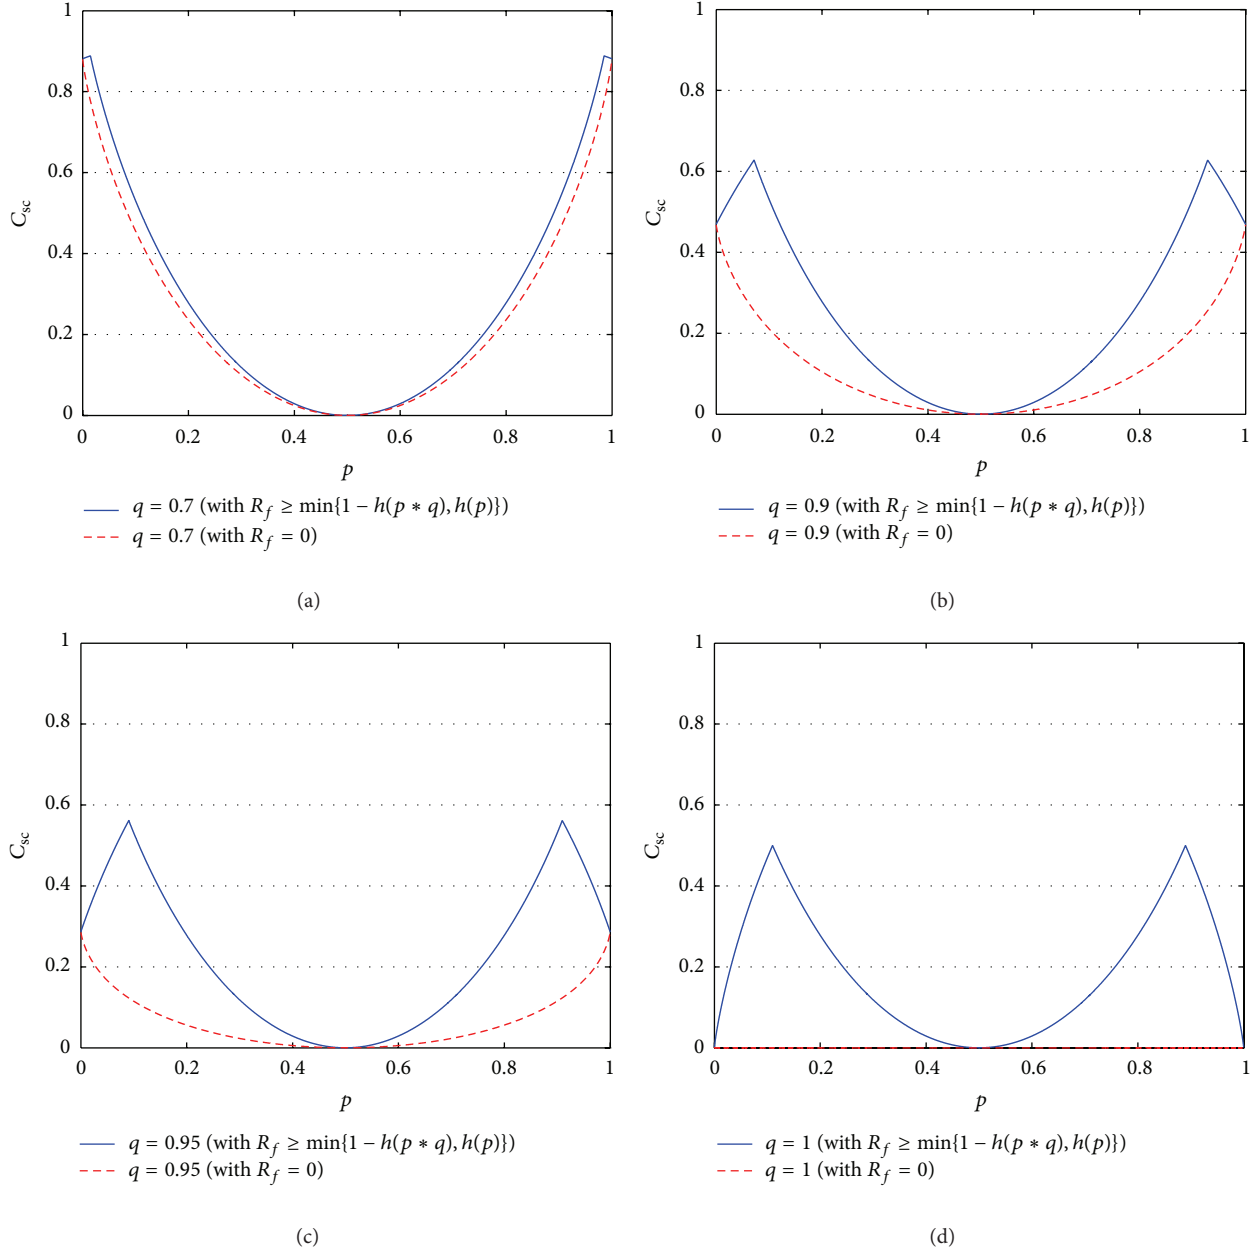 1
0.8
0.6
0.4
0.2
0
C_sc
0 0.2 0.4 0.6 0.8 1
p
q = 0.7 (with R_f ≥ min{1 − h(p ∗ q), h(p)})
q = 0.7 (with R_f = 0)
(a)
1
0.8
0.6
0.4
0.2
0
C_sc
0 0.2 0.4 0.6 0.8 1
p
q = 0.9 (with R_f ≥ min{1 − h(p ∗ q), h(p)})
q = 0.9 (with R_f = 0)
(b)
1
0.8
0.6
0.4
0.2
0
C_sc
0 0.2 0.4 0.6 0.8 1
p
q = 0.95 (with R_f ≥ min{1 − h(p ∗ q), h(p)})
q = 0.95 (with R_f = 0)
(c)
1
0.8
0.6
0.4
0.2
0
C_sc
0 0.2 0.4 0.6 0.8 1
p
q = 1 (with R_f ≥ min{1 − h(p ∗ q), h(p)})
q = 1 (with R_f = 0)
(d)